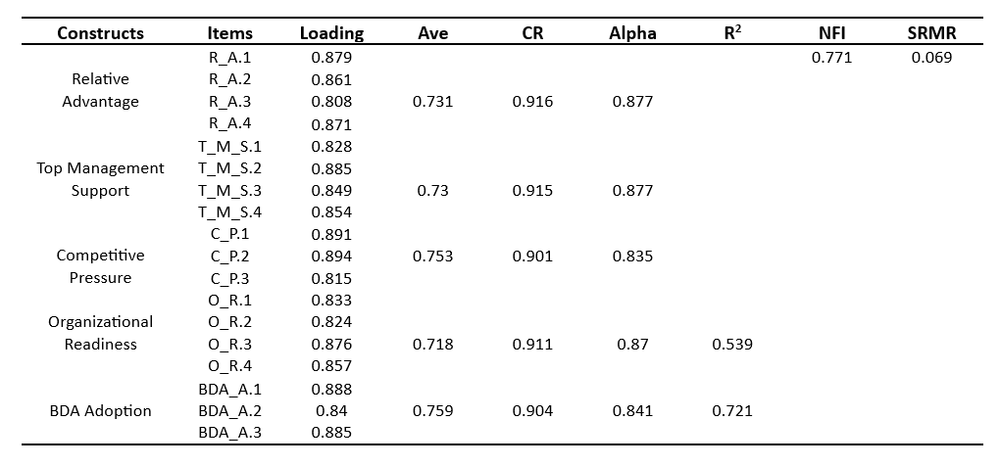 Constructs Items Loading Ave CR Alpha R² NFI SRMR
R_A.1 0.879 0.771 0.069
Relative R_A.2 0.861
Advantage R_A.3 0.808 0.731 0.916 0.877
R_A.4 0.871
T_M_S.1 0.828
Top Management T_M_S.2 0.885
Support T_M_S.3 0.849 0.73 0.915 0.877
T_M_S.4 0.854
C_P.1 0.891
Competitive C_P.2 0.894 0.753 0.901 0.835
Pressure C_P.3 0.815
O_R.1 0.833
Organizational O_R.2 0.824
Readiness O_R.3 0.876 0.718 0.911 0.87 0.539
O_R.4 0.857
BDA_A.1 0.888
BDA Adoption BDA_A.2 0.84 0.759 0.904 0.841 0.721
BDA_A.3 0.885